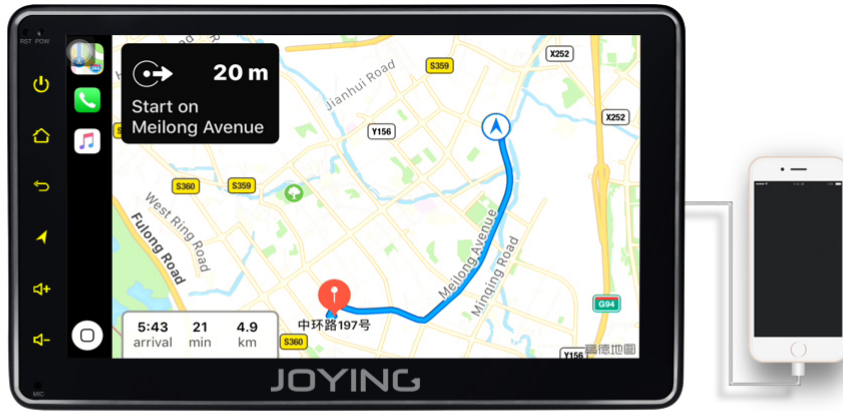 RST POW
20 m
Start on
Meilong Avenue
Jianhui Road
S359
X252
Y156
X252
S360
S359
West Ring Road
Fulong Road
Meilong Avenue
Minqing Road
G94
中环路197号
5:43
21
4.9
arrival
min
km
S360
Y156
高德地圖
JOYING
MIC